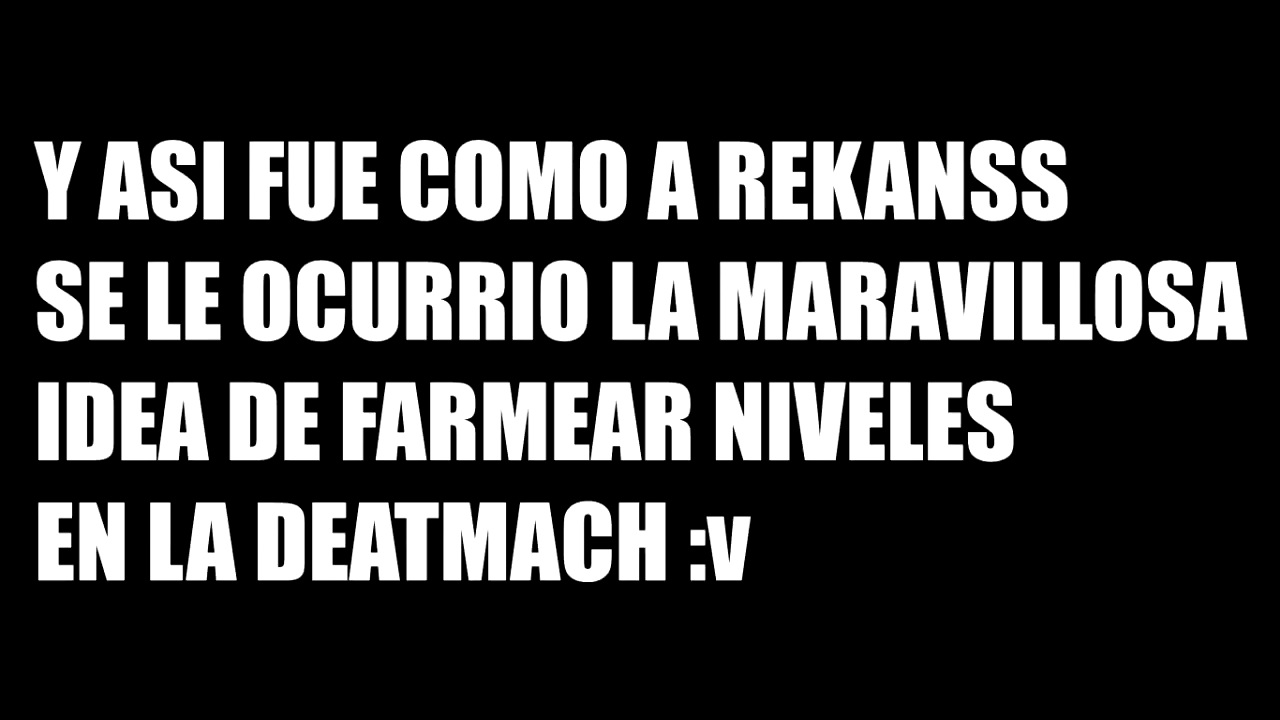 Y ASI FUE COMO A REKANSS
SE LE OCURRIO LA MARAVILLOSA
IDEA DE FARMEAR NIVELES
EN LA DEATMACH :v